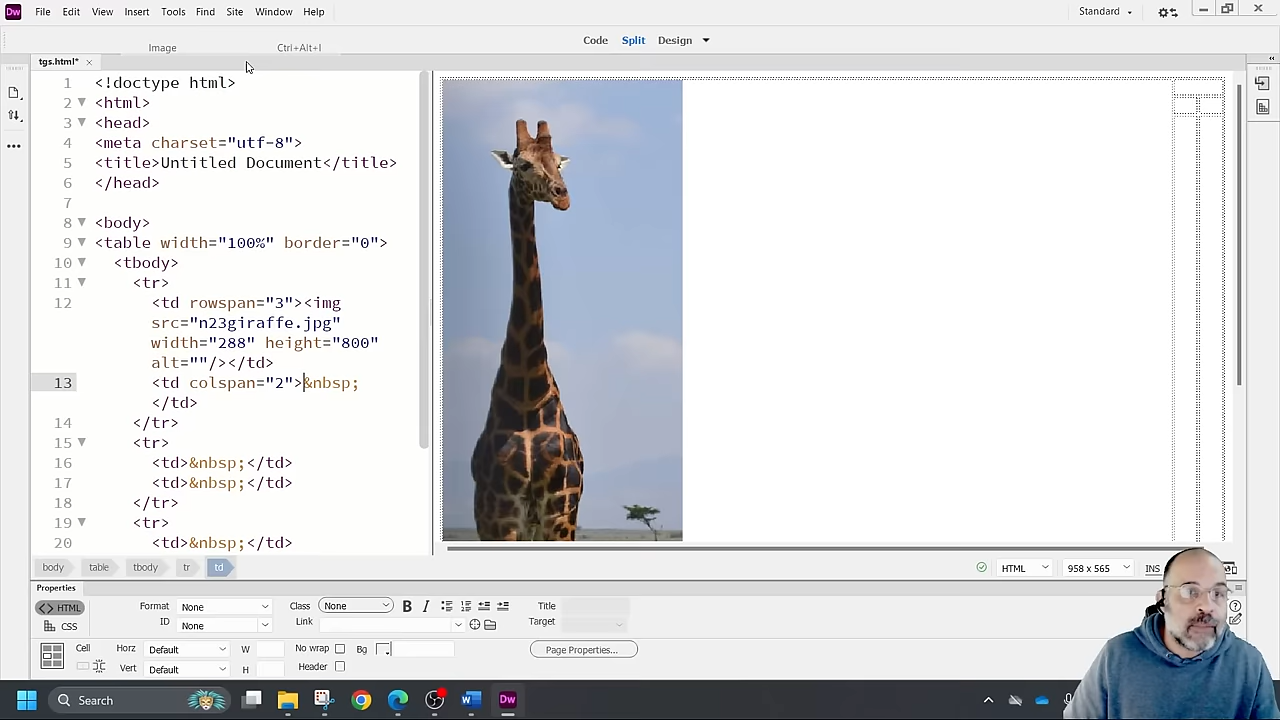 Dw File Edit View Insert Tools Find Site Window Help Standard
Image Ctrl+Alt+I Code Split Design
tgs.html*
1 <!doctype html>
2 <html>
3 <head>
4 <meta charset="utf-8">
5 <title>Untitled Document</title>
6 </head>
7
8 <body>
9 <table width="100%" border="0">
10 <tbody>
11 <tr>
12 <td rowspan="3"><img
src="n23giraffe.jpg"
width="288" height="800"
alt=""/></td>
13 <td colspan="2">&nbsp;
</td>
14 </tr>
15 <tr>
16 <td>&nbsp;</td>
17 <td>&nbsp;</td>
18 </tr>
19 <tr>
20 <td>&nbsp;</td>
body table tbody tr td HTML 958 x 565 INS
Properties
<> HTML Format None Class None B I Title
CSS ID None Link Target
Cell Horz Default W No wrap Bg Page Properties...
Vert Default H Header
Search Dw